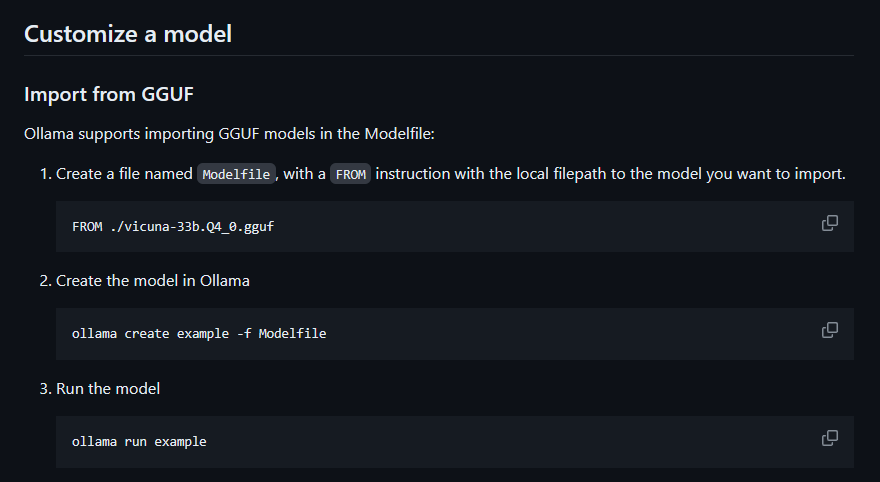 Customize a model
Import from GGUF
Ollama supports importing GGUF models in the Modelfile:
1. Create a file named Modelfile, with a FROM instruction with the local filepath to the model you want to import.
FROM ./vicuna-33b.Q4_0.gguf
2. Create the model in Ollama
ollama create example -f Modelfile
3. Run the model
ollama run example